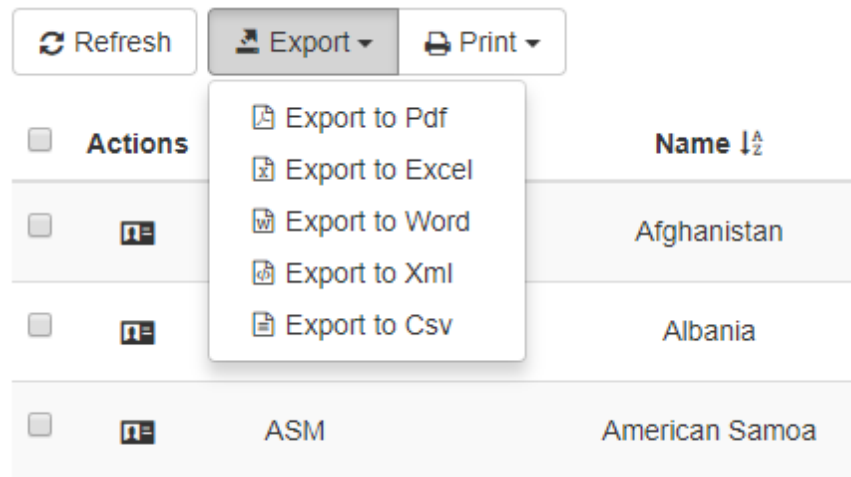 Refresh Export Print
Export to Pdf
Actions Name
Export to Excel
Export to Word
Afghanistan
Export to Xml
Export to Csv
Albania
ASM American Samoa